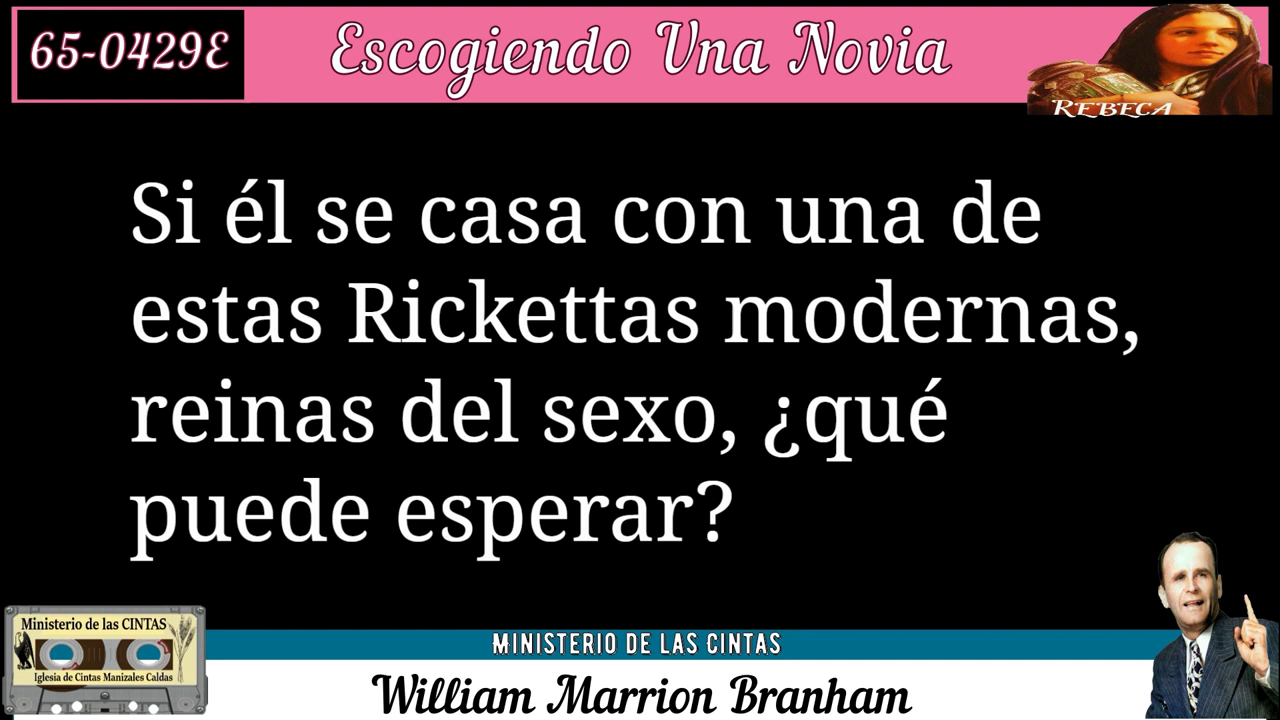 65-0429E
Escogiendo Una Novia
REBECA
Si él se casa con una de
estas Rickettas modernas,
reinas del sexo, ¿qué
puede esperar?
Ministerio de las CINTAS
Iglesia de Cintas Manizales Caldas
MINISTERIO DE LAS CINTAS
William Marrion Branham